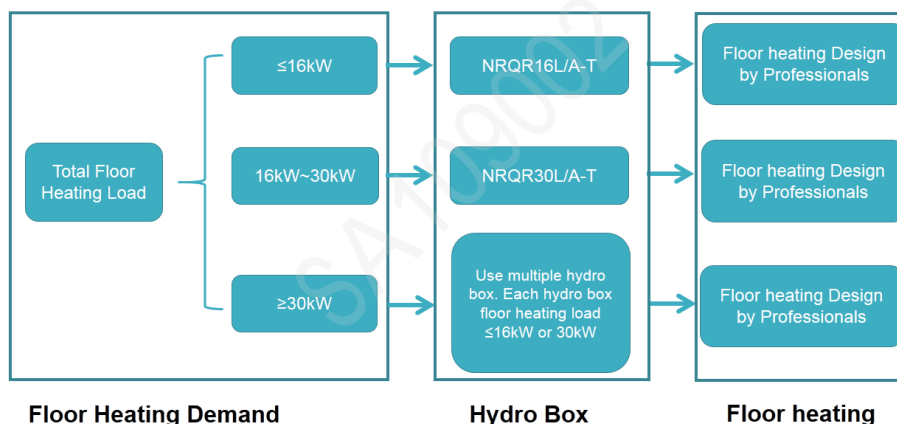 Total Floor
Heating Load
≤16kW
16kW~30kW
≥30kW
NRQR16L/A-T
NRQR30L/A-T
Use multiple hydro
box. Each hydro box
floor heating load
≤16kW or 30kW
Floor heating Design
by Professionals
Floor heating Design
by Professionals
Floor heating Design
by Professionals
Floor Heating Demand
Hydro Box
Floor heating
SA109002